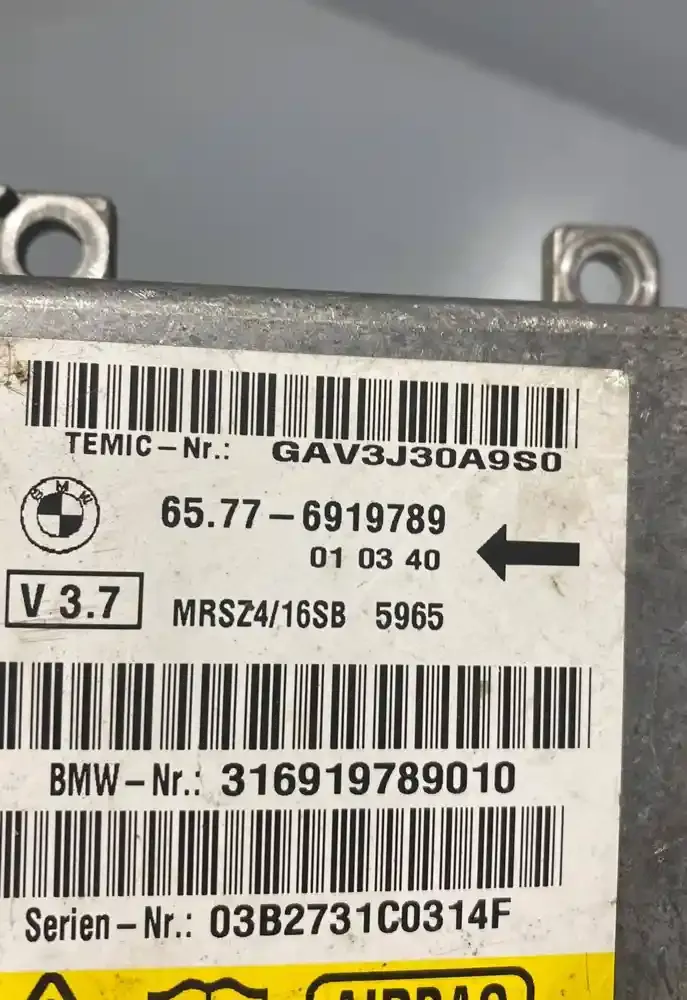 TEMIC-Nr.: GAV3J30A9S0
BMW
65.77-6919789
01 03 40
V 3.7
MRSZ4/16SB 5965
BMW-Nr.: 316919789010
Serien-Nr.: 03B2731C0314F
AIRBAG